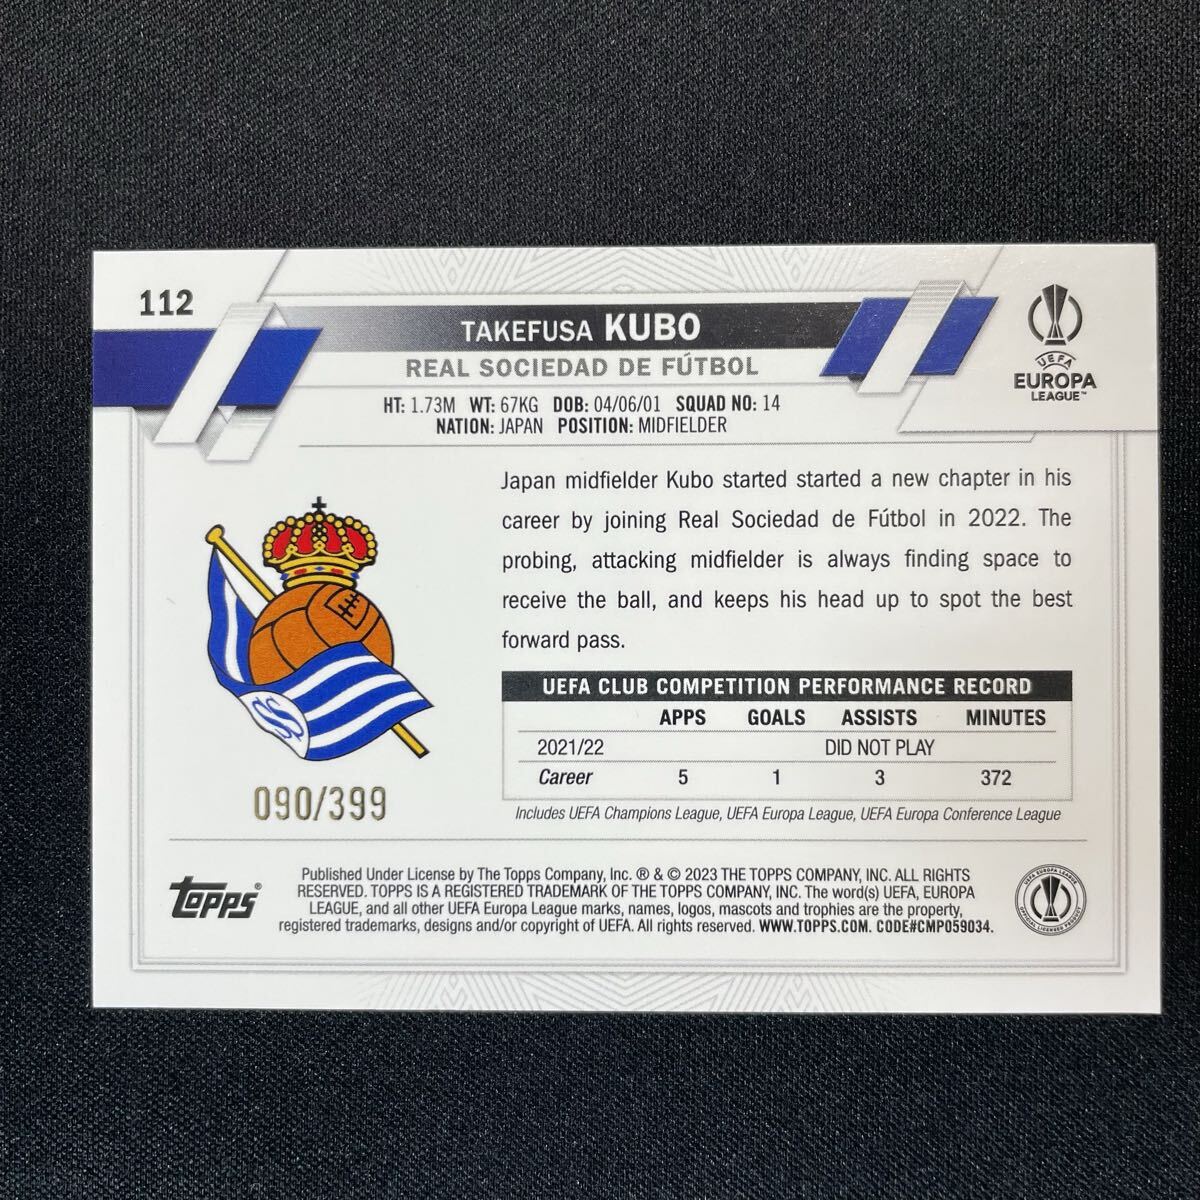 112
TAKEFUSA KUBO
REAL SOCIEDAD DE FÚTBOL
HT: 1.73M WT: 67KG DOB: 04/06/01 SQUAD NO: 14
NATION: JAPAN POSITION: MIDFIELDER
UEFA
EUROPA
LEAGUE™
Japan midfielder Kubo started started a new chapter in his
career by joining Real Sociedad de Fútbol in 2022. The
probing, attacking midfielder is always finding space to
receive the ball, and keeps his head up to spot the best
forward pass.
UEFA CLUB COMPETITION PERFORMANCE RECORD
APPS GOALS ASSISTS MINUTES
2021/22 DID NOT PLAY
Career 5 1 3 372
Includes UEFA Champions League, UEFA Europa League, UEFA Europa Conference League
090/399
topps®
Published Under License by The Topps Company, Inc. ® & © 2023 THE TOPPS COMPANY, INC. ALL RIGHTS
RESERVED. TOPPS IS A REGISTERED TRADEMARK OF THE TOPPS COMPANY, INC. The word(s) UEFA, EUROPA
LEAGUE, and all other UEFA Europa League marks, names, logos, mascots and trophies are the property,
registered trademarks, designs and/or copyright of UEFA. All rights reserved. WWW.TOPPS.COM. CODE#CMP059034.
UEFA EUROPA LEAGUE
OFFICIAL LICENSED PRODUCT